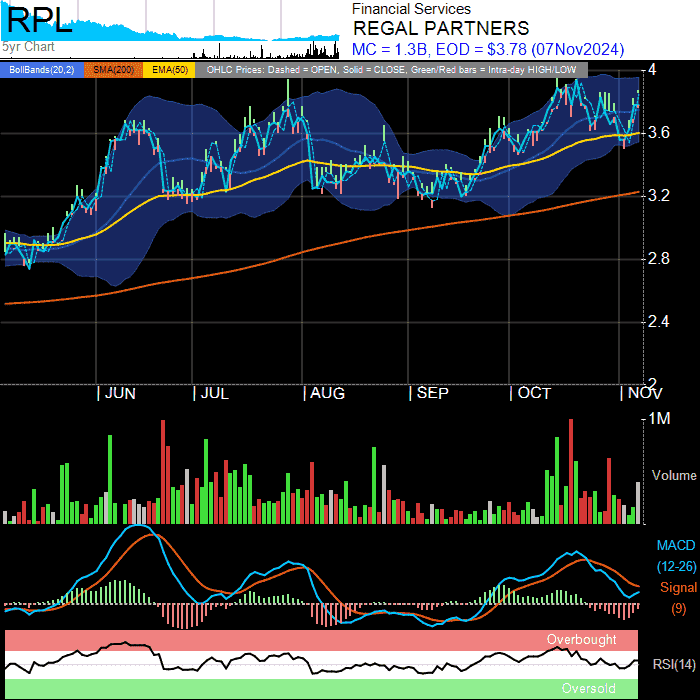 RPL
5yr Chart
Financial Services
REGAL PARTNERS
MC = 1.3B, EOD = $3.78 (07Nov2024)
BollBands(20,2) SMA(200) EMA(50) OHLC Prices: Dashed = OPEN, Solid = CLOSE, Green/Red bars = Intra-day HIGH/LOW
4
3.6
3.2
2.8
2.4
2
| JUN | JUL | AUG | SEP | OCT | NOV
1M
Volume
MACD
(12-26)
Signal
(9)
Overbought
RSI(14)
Oversold